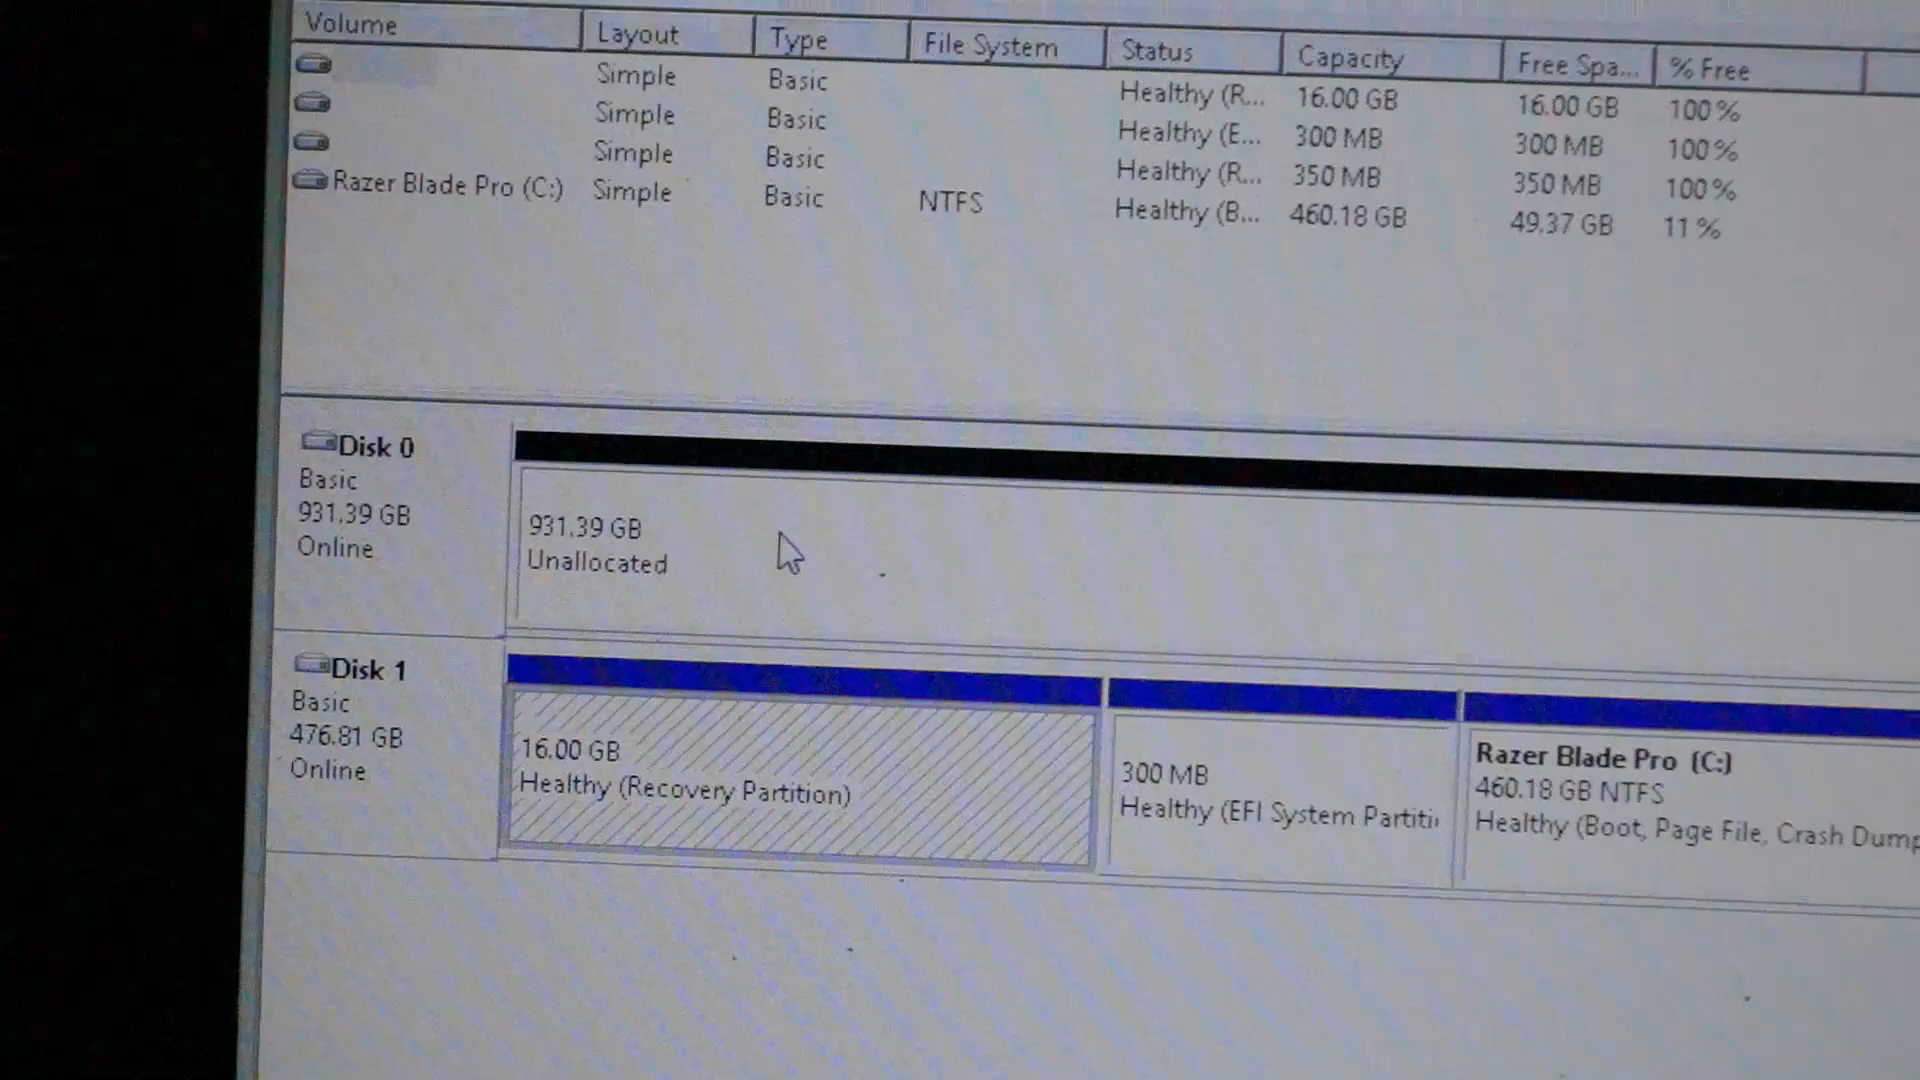 Volume Layout Type File System Status Capacity Free Spa... % Free
Simple Basic Healthy (R... 16.00 GB 16.00 GB 100 %
Simple Basic Healthy (E... 300 MB 300 MB 100 %
Simple Basic Healthy (R... 350 MB 350 MB 100 %
Razer Blade Pro (C:) Simple Basic NTFS Healthy (B... 460.18 GB 49.37 GB 11 %
Disk 0
Basic
931.39 GB
Online
931.39 GB
Unallocated
Disk 1
Basic
476.81 GB
Online
16.00 GB
Healthy (Recovery Partition)
300 MB
Healthy (EFI System Partiti
Razer Blade Pro (C:)
460.18 GB NTFS
Healthy (Boot, Page File, Crash Dump